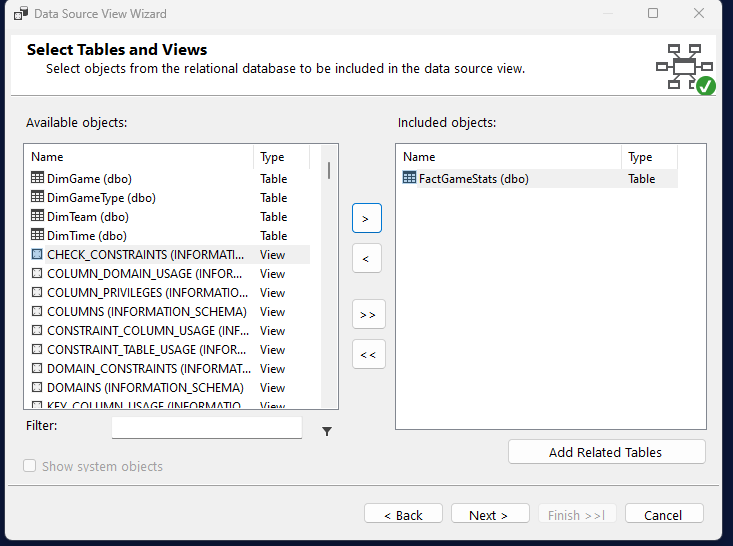 Data Source View Wizard
Select Tables and Views
Select objects from the relational database to be included in the data source view.
Available objects:
Name Type
DimGame (dbo) Table
DimGameType (dbo) Table
DimTeam (dbo) Table
DimTime (dbo) Table
CHECK_CONSTRAINTS (INFORMATI... View
COLUMN_DOMAIN_USAGE (INFOR... View
COLUMN_PRIVILEGES (INFORMATIO... View
COLUMNS (INFORMATION_SCHEMA) View
CONSTRAINT_COLUMN_USAGE (INF... View
CONSTRAINT_TABLE_USAGE (INFOR... View
DOMAIN_CONSTRAINTS (INFORMAT... View
DOMAINS (INFORMATION_SCHEMA) View
KEY_COLUMN_USAGE (INFORMATIO... View
Filter:
Show system objects
>
<
>>
<<
Included objects:
Name Type
FactGameStats (dbo) Table
Add Related Tables
< Back Next > Finish >>| Cancel